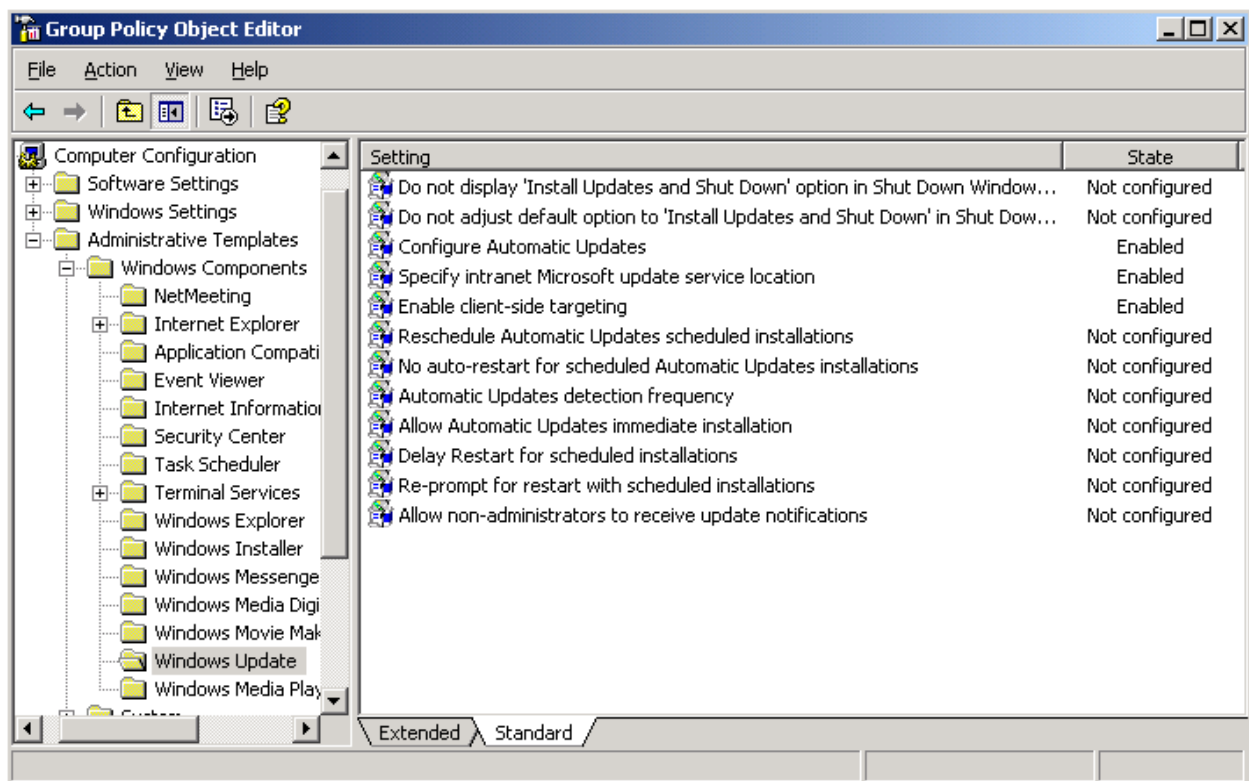 Group Policy Object Editor
File Action View Help
Computer Configuration
Software Settings
Windows Settings
Administrative Templates
Windows Components
NetMeeting
Internet Explorer
Application Compati
Event Viewer
Internet Information
Security Center
Task Scheduler
Terminal Services
Windows Explorer
Windows Installer
Windows Messenge
Windows Media Digi
Windows Movie Mak
Windows Update
Windows Media Play
Setting State
Do not display 'Install Updates and Shut Down' option in Shut Down Window... Not configured
Do not adjust default option to 'Install Updates and Shut Down' in Shut Dow... Not configured
Configure Automatic Updates Enabled
Specify intranet Microsoft update service location Enabled
Enable client-side targeting Enabled
Reschedule Automatic Updates scheduled installations Not configured
No auto-restart for scheduled Automatic Updates installations Not configured
Automatic Updates detection frequency Not configured
Allow Automatic Updates immediate installation Not configured
Delay Restart for scheduled installations Not configured
Re-prompt for restart with scheduled installations Not configured
Allow non-administrators to receive update notifications Not configured
Extended Standard